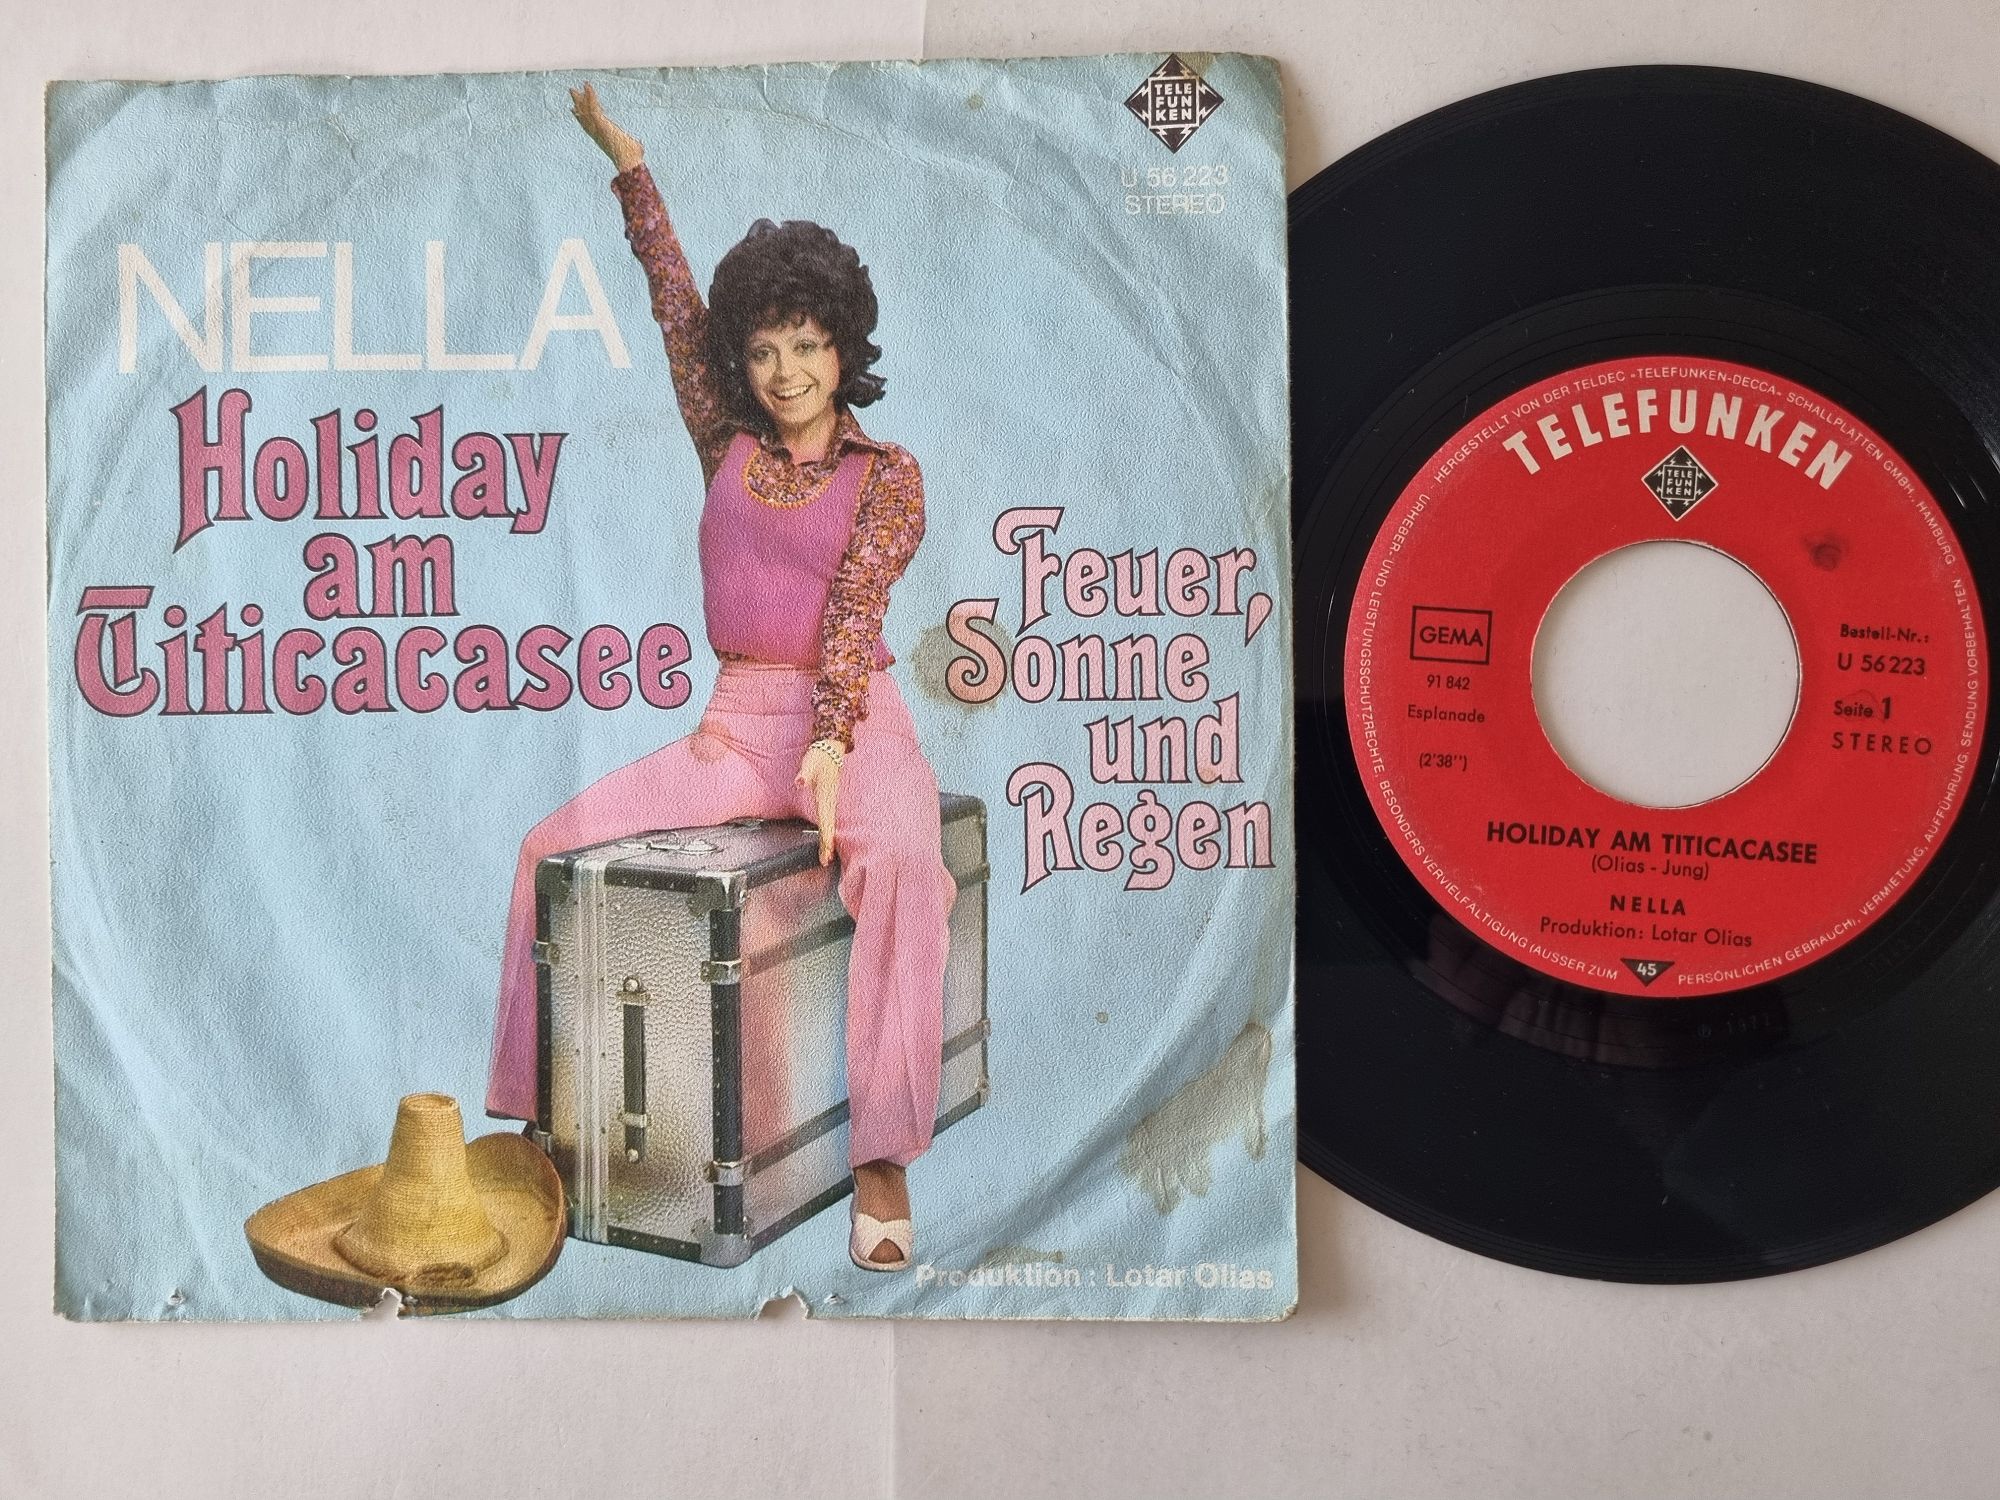 TELE
FUN
KEN
U 56 223
STEREO
NELLA
Holiday
am
Titicacasee
Feuer,
Sonne
und
Regen
Produktion : Lotar Olias
URHEBER- UND LEISTUNGSSCHUTZRECHTE, BESONDERS VERVIELFÄLTIGUNG (AUSSER ZUM PERSÖNLICHEN GEBRAUCH), VERMIETUNG, AUFFÜHRUNG, SENDUNG VORBEHALTEN
HERGESTELLT VON DER TELDEC »TELEFUNKEN-DECCA« SCHALLPLATTEN GMBH., HAMBURG
TELEFUNKEN
TELE
FUN
KEN
GEMA
91 842
Esplanade
(2'38'')
Bestell-Nr.:
U 56 223
Seite 1
STEREO
HOLIDAY AM TITICACASEE
(Olias - Jung)
NELLA
Produktion: Lotar Olias
45